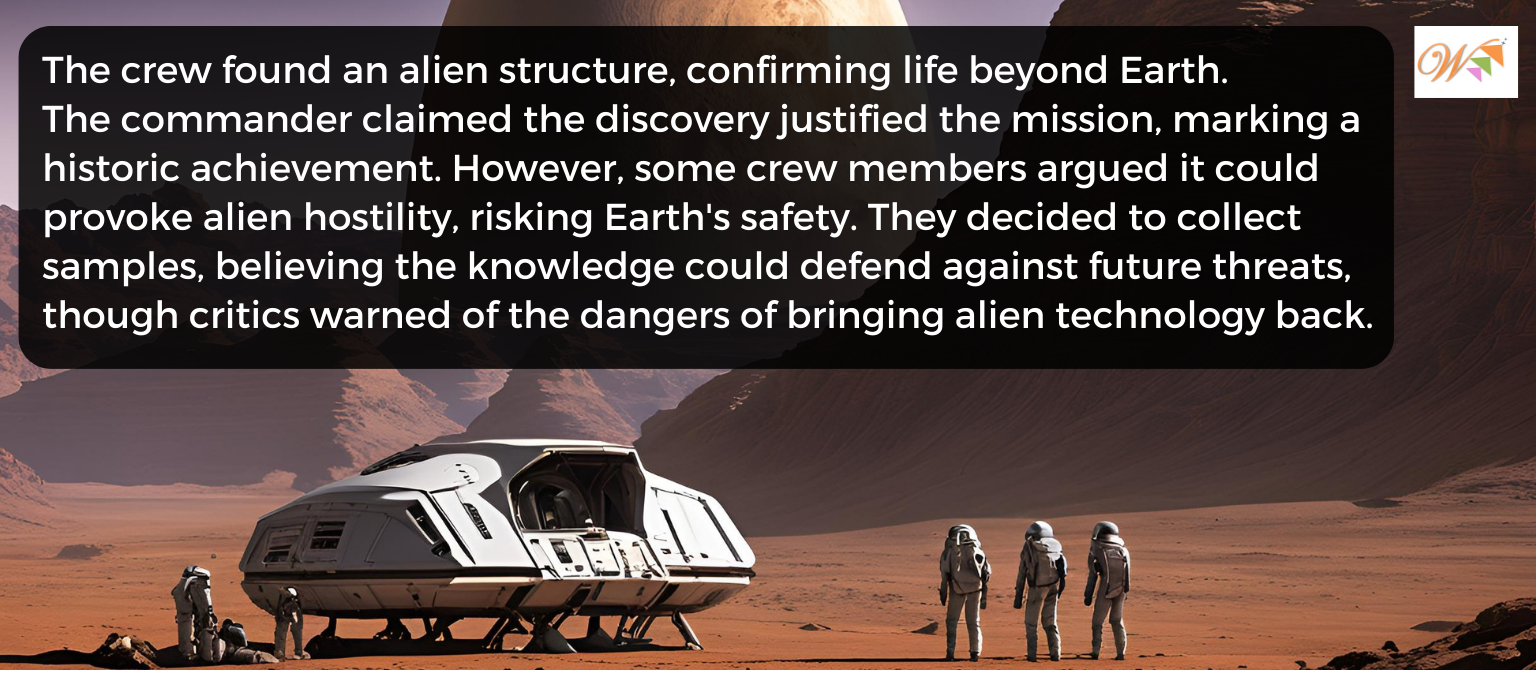 The crew found an alien structure, confirming life beyond Earth.
The commander claimed the discovery justified the mission, marking a
historic achievement. However, some crew members argued it could
provoke alien hostility, risking Earth's safety. They decided to collect
samples, believing the knowledge could defend against future threats,
though critics warned of the dangers of bringing alien technology back.
W